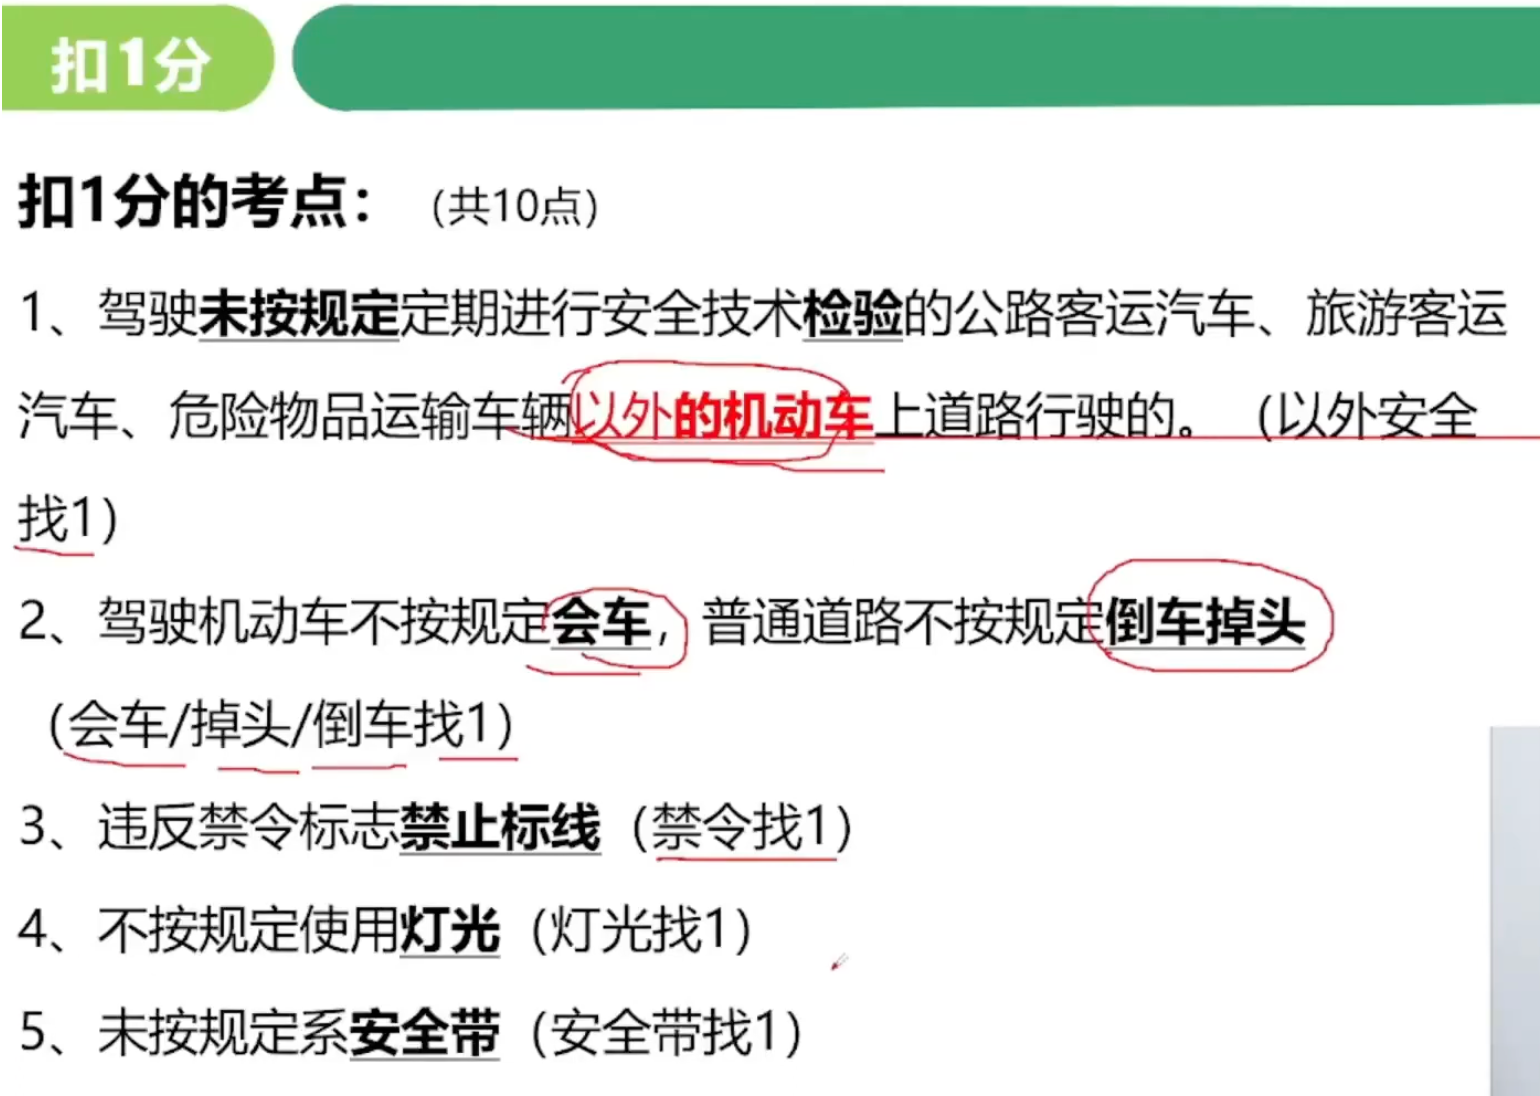 扣1分
扣1分的考点：（共10点）
1、驾驶未按规定定期进行安全技术检验的公路客运汽车、旅游客运
汽车、危险物品运输车辆以外的机动车上道路行驶的。（以外安全
找1）
2、驾驶机动车不按规定会车，普通道路不按规定倒车掉头
（会车/掉头/倒车找1）
3、违反禁令标志禁止标线（禁令找1）
4、不按规定使用灯光（灯光找1）
5、未按规定系安全带（安全带找1）